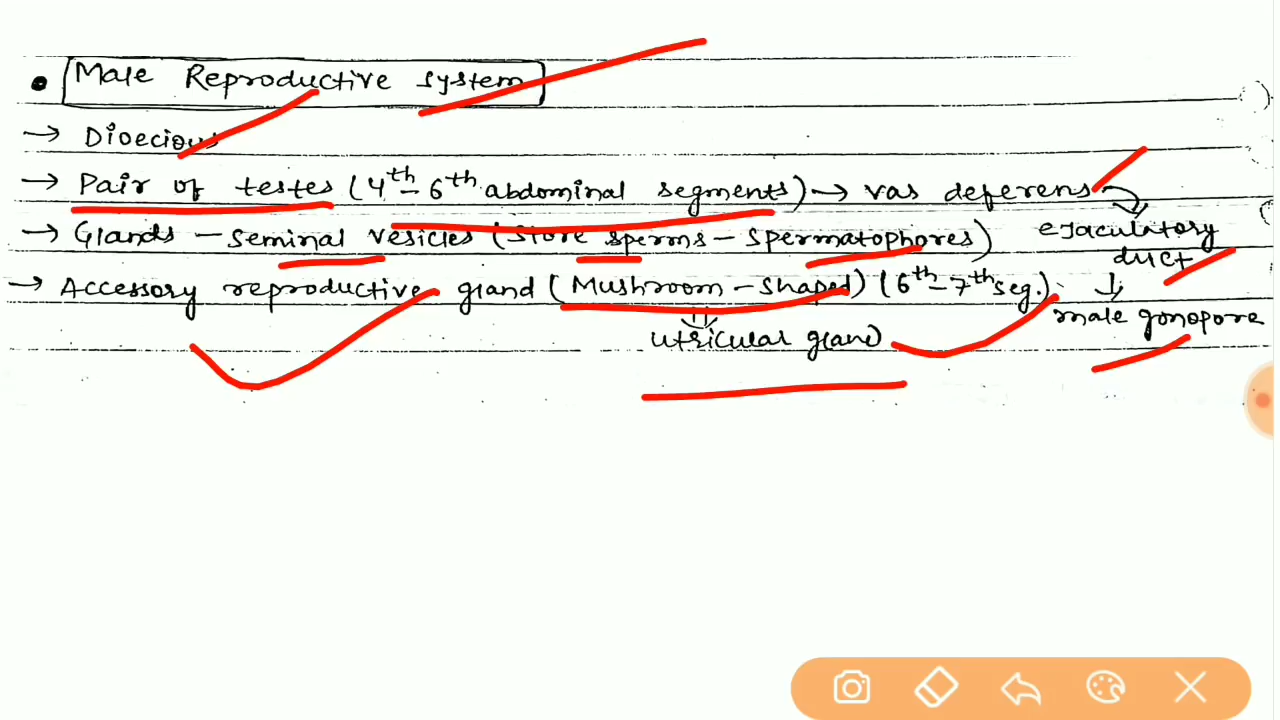 • Male Reproductive system
→ Dioecious
→ Pair of testes (4th - 6th abdominal segments) → vas deferens
→ Glands - seminal vesicles (store sperms - spermatophores) ejaculatory
duct
→ Accessory reproductive gland (Mushroom - shaped) (6th - 7th seg.) ↓
male gonopore
utricular gland